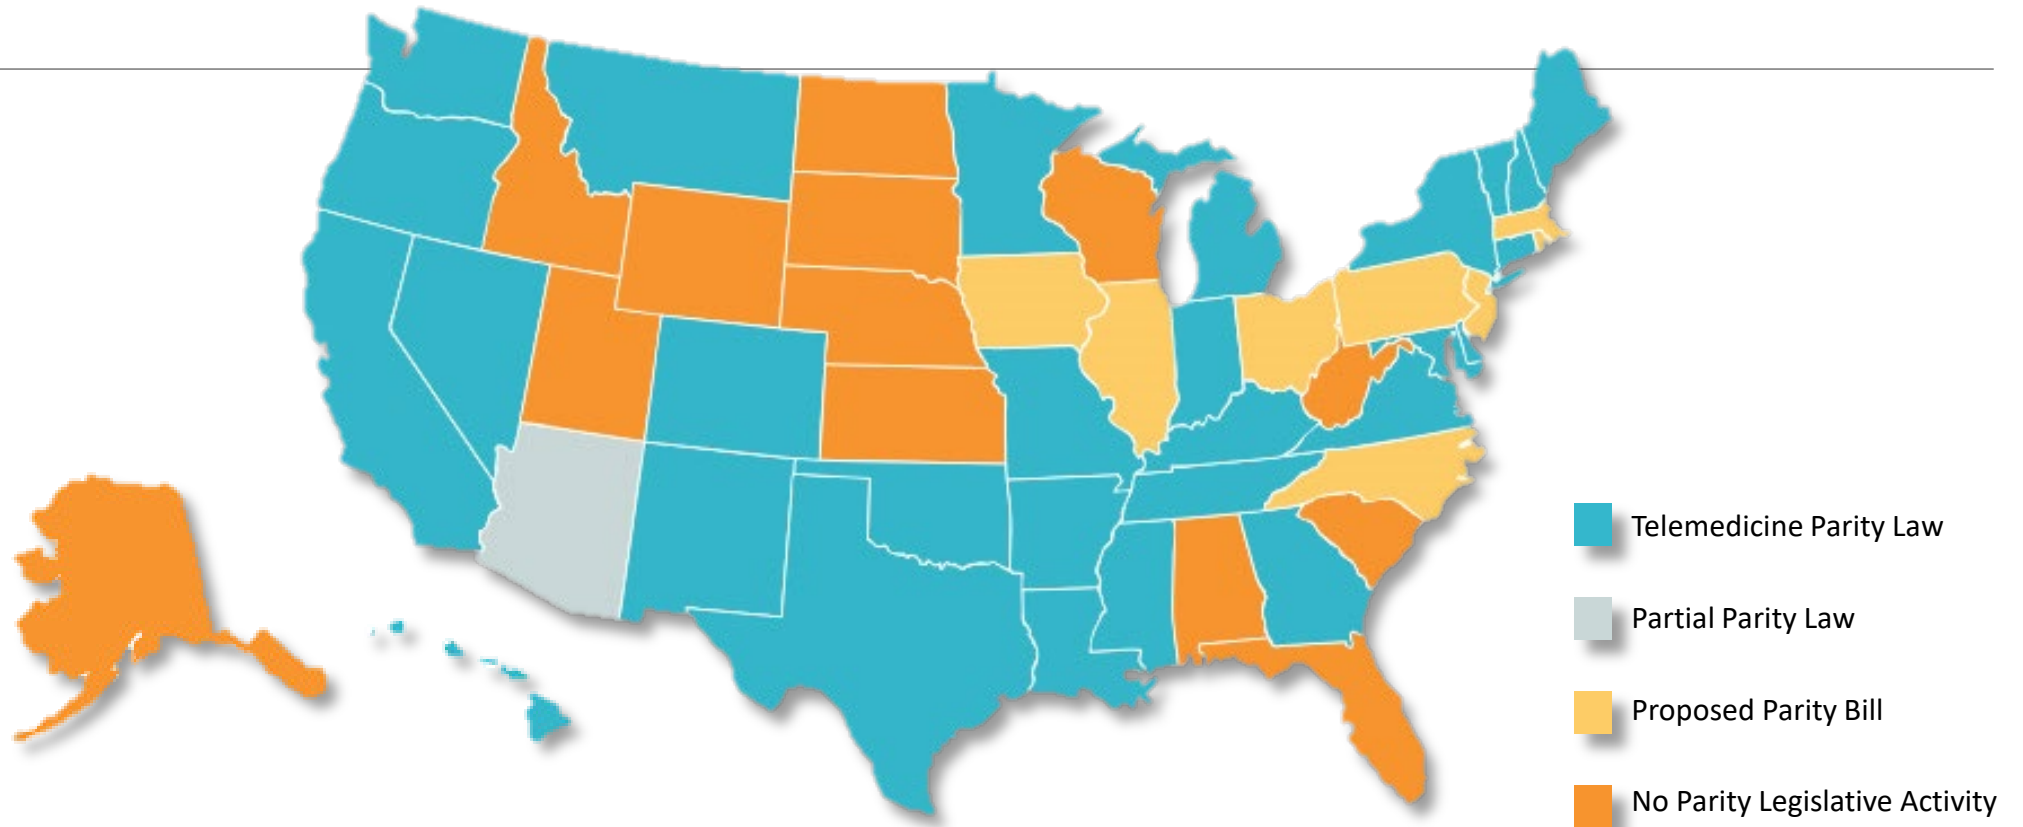 Telemedicine Parity Law
Partial Parity Law
Proposed Parity Bill
No Parity Legislative Activity